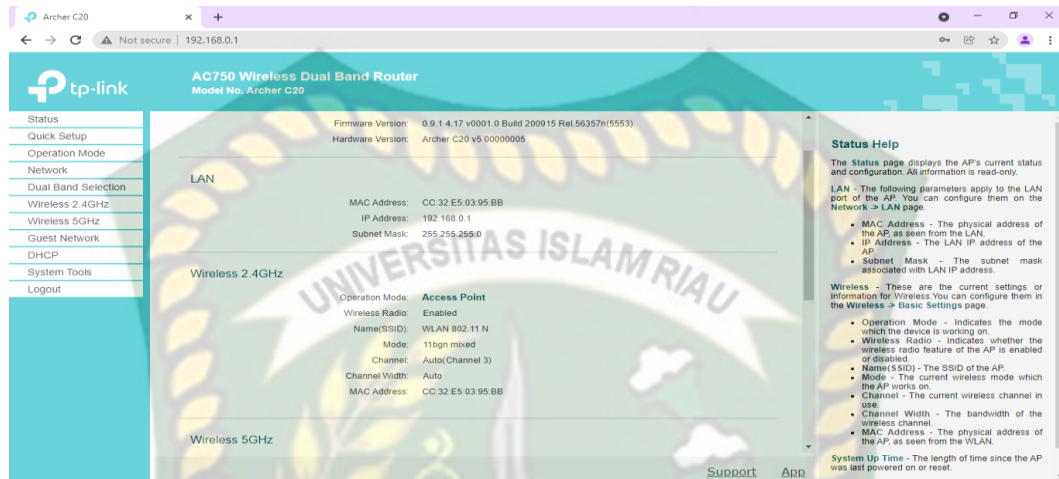 Archer C20
Not secure | 192.168.0.1
tp-link
AC750 Wireless Dual Band Router
Model No. Archer C20
Status
Quick Setup
Operation Mode
Network
Dual Band Selection
Wireless 2.4GHz
Wireless 5GHz
Guest Network
DHCP
System Tools
Logout
Firmware Version: 0.9.1 4.17 v0001.0 Build 200915 Rel.56357n(5553)
Hardware Version: Archer C20 v5 00000005
LAN
MAC Address: CC:32:E5:03:95:BB
IP Address: 192.168.0.1
Subnet Mask: 255.255.255.0
Wireless 2.4GHz
Operation Mode: Access Point
Wireless Radio: Enabled
Name(SSID): WLAN 802.11 N
Mode: 11bgn mixed
Channel: Auto(Channel 3)
Channel Width: Auto
MAC Address: CC:32:E5:03:95:BB
Wireless 5GHz
UNIVERSITAS ISLAM RIAU
Support App
Status Help
The Status page displays the AP's current status
and configuration. All information is read-only.
LAN - The following parameters apply to the LAN
port of the AP. You can configure them on the
Network -> LAN page.
MAC Address - The physical address of
the AP, as seen from the LAN.
IP Address - The LAN IP address of the
AP.
Subnet Mask - The subnet mask
associated with LAN IP address.
Wireless - These are the current settings or
information for Wireless.You can configure them in
the Wireless -> Basic Settings page.
Operation Mode - Indicates the mode
which the device is working on.
Wireless Radio - Indicates whether the
wireless radio feature of the AP is enabled
or disabled.
Name(SSID) - The SSID of the AP.
Mode - The current wireless mode which
the AP works on.
Channel - The current wireless channel in
use.
Channel Width - The bandwidth of the
wireless channel.
MAC Address - The physical address of
the AP, as seen from the WLAN.
System Up Time - The length of time since the AP
was last powered on or reset.